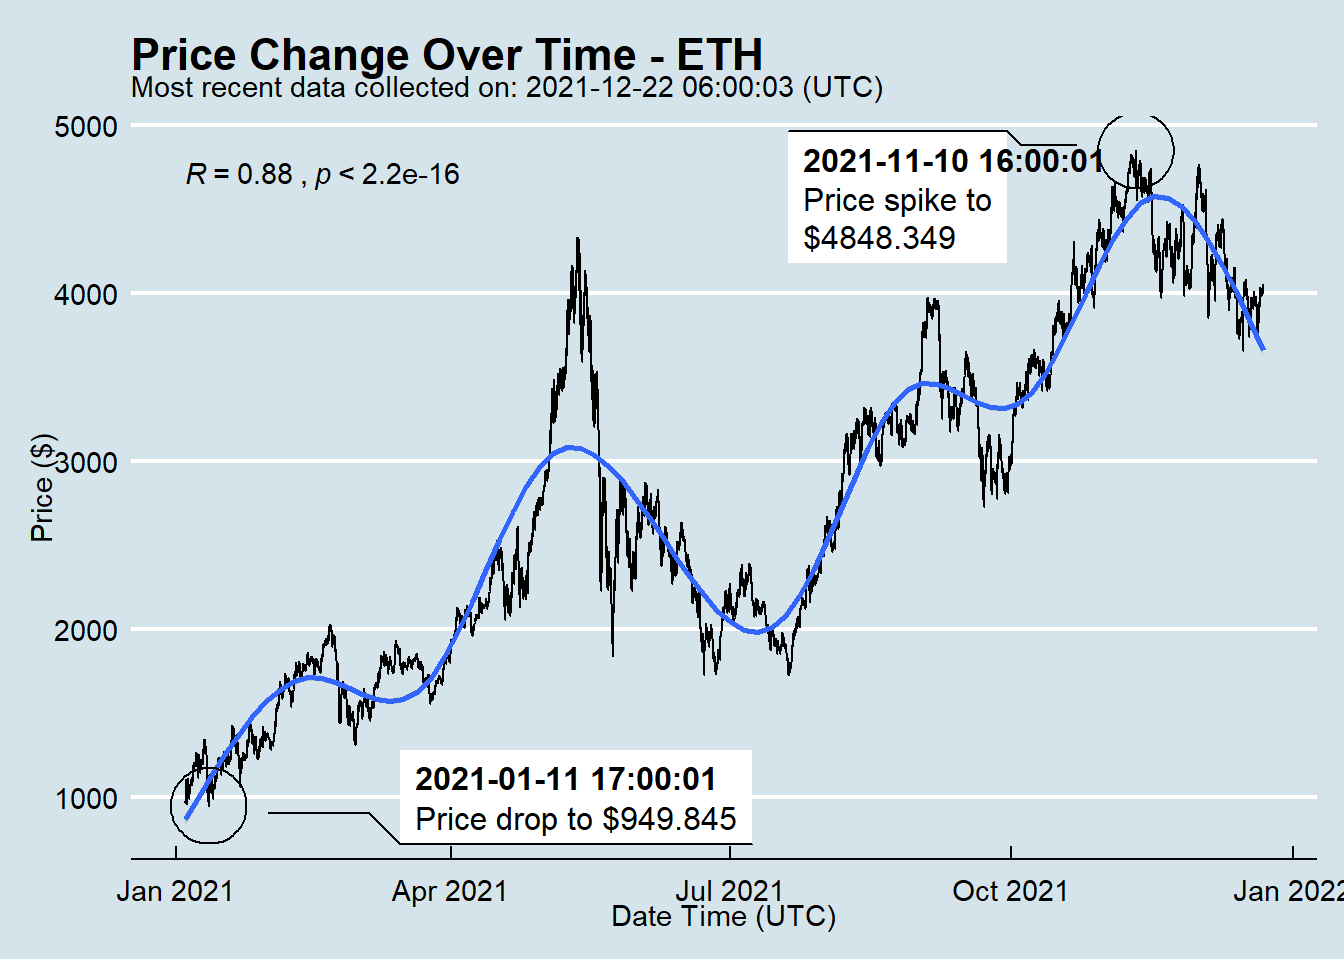 Price Change Over Time - ETH
Most recent data collected on: 2021-12-22 06:00:03 (UTC)
5000
R = 0.88 , p < 2.2e-16
2021-11-10 16:00:01
Price spike to
$4848.349
4000
3000
Price ($)
2000
1000
2021-01-11 17:00:01
Price drop to $949.845
Jan 2021
Apr 2021
Jul 2021
Oct 2021
Jan 2022
Date Time (UTC)